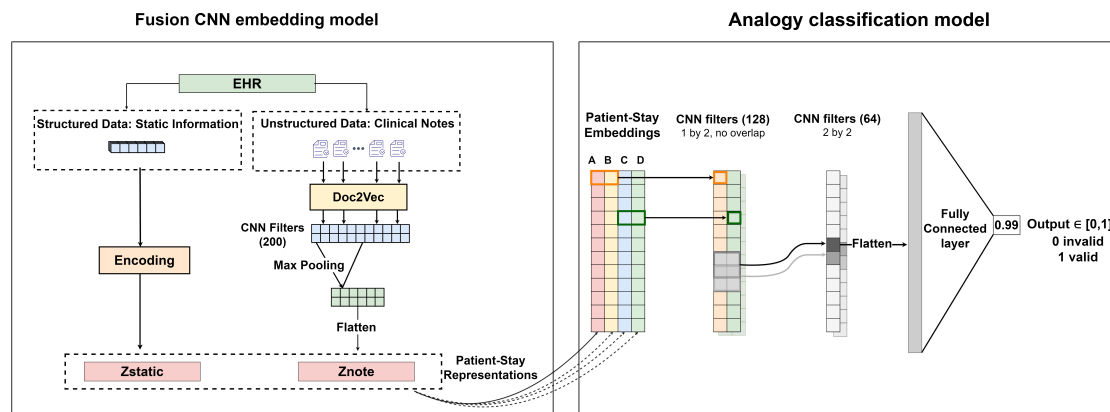 Fusion CNN embedding model
EHR
Structured Data: Static Information
Unstructured Data: Clinical Notes
Doc2Vec
CNN Filters
(200)
Max Pooling
Encoding
Flatten
Zstatic
Znote
Patient-Stay
Representations
Analogy classification model
Patient-Stay
Embeddings
A B C D
CNN filters (128)
1 by 2, no overlap
CNN filters (64)
2 by 2
Flatten
Fully
Connected
layer
0.99
Output ∈ [0,1]
0 invalid
1 valid